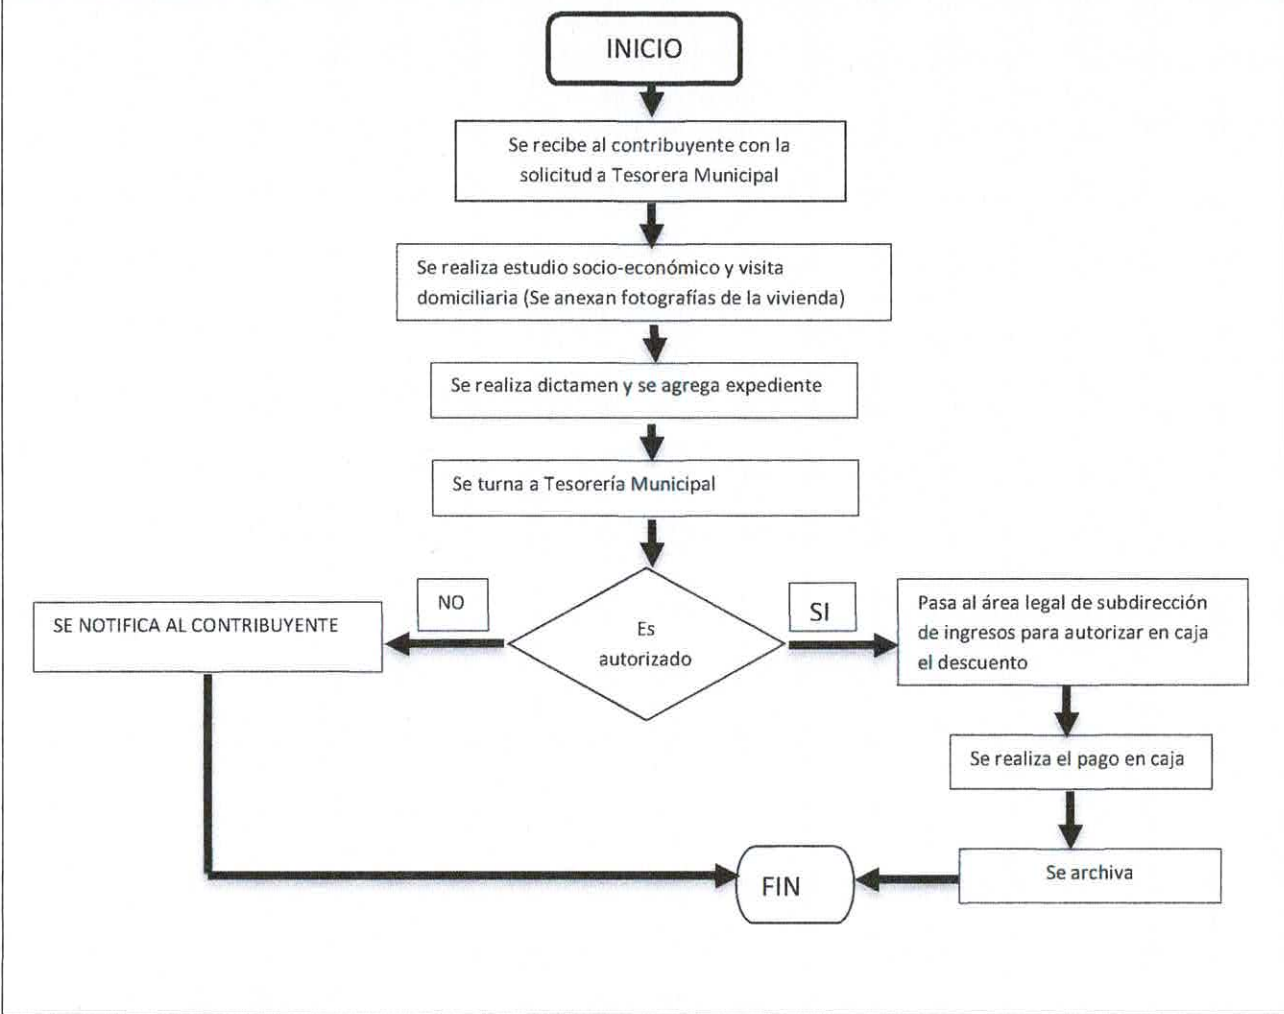 INICIO
Se recibe al contribuyente con la
solicitud a Tesorera Municipal
Se realiza estudio socio-económico y visita
domiciliaria (Se anexan fotografías de la vivienda)
Se realiza dictamen y se agrega expediente
Se turna a Tesorería Municipal
Es
autorizado
NO
SE NOTIFICA AL CONTRIBUYENTE
SI
Pasa al área legal de subdirección
de ingresos para autorizar en caja
el descuento
Se realiza el pago en caja
Se archiva
FIN